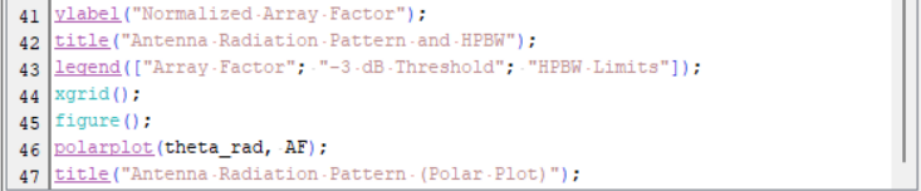 41 ylabel("Normalized Array Factor");
42 title("Antenna Radiation Pattern and HPBW");
43 legend(["Array Factor"; "-3 dB Threshold"; "HPBW Limits"]);
44 xgrid();
45 figure();
46 polarplot(theta_rad, AF);
47 title("Antenna Radiation Pattern (Polar Plot)");